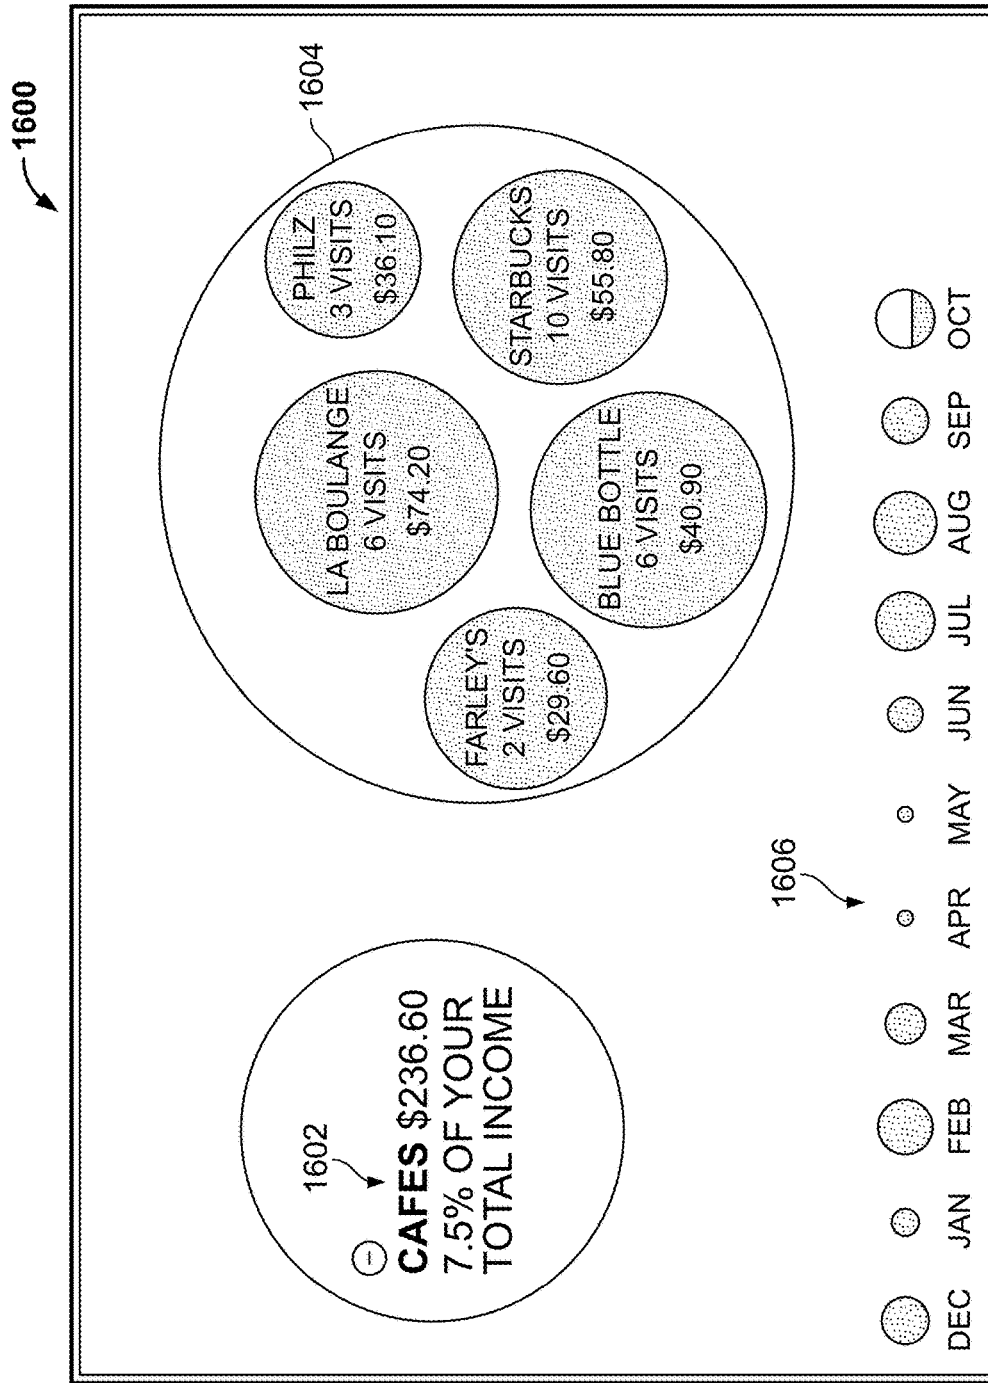 1600
1602
CAFES $236.60
7.5% OF YOUR
TOTAL INCOME
1604
FARLEY'S
2 VISITS
$29.60
LA BOULANGE
6 VISITS
$74.20
PHILZ
3 VISITS
$36.10
BLUE BOTTLE
6 VISITS
$40.90
STARBUCKS
10 VISITS
$55.80
1606
DEC JAN FEB MAR APR MAY JUN JUL AUG SEP OCT